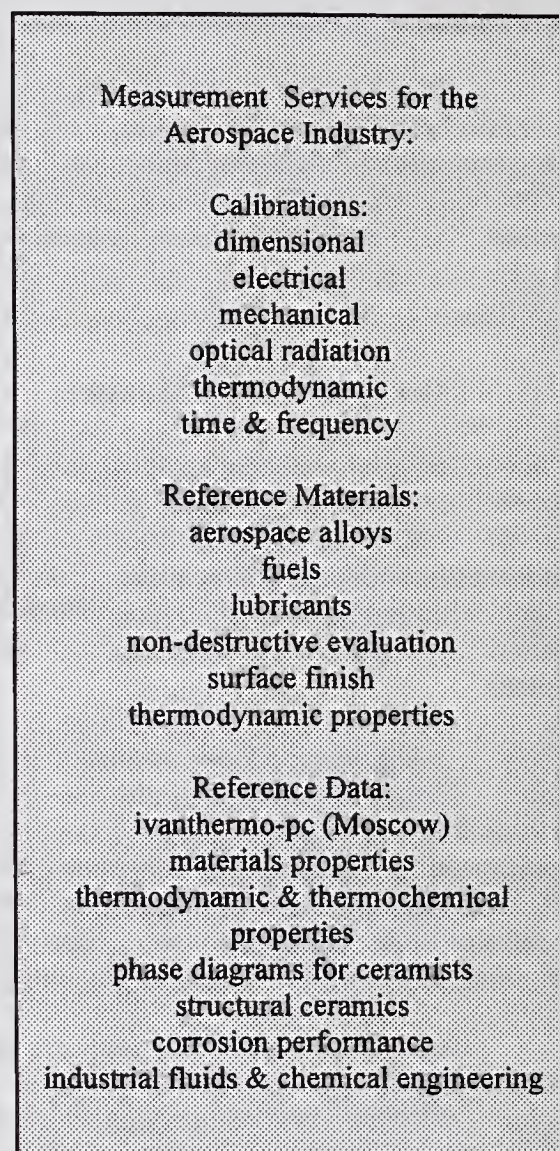 Measurement Services for the
Aerospace Industry:
Calibrations:
dimensional
electrical
mechanical
optical radiation
thermodynamic
time & frequency
Reference Materials:
aerospace alloys
fuels
lubricants
non-destructive evaluation
surface finish
thermodynamic properties
Reference Data:
ivanthermo-pc (Moscow)
materials properties
thermodynamic & thermochemical
properties
phase diagrams for ceramists
structural ceramics
corrosion performance
industrial fluids & chemical engineering